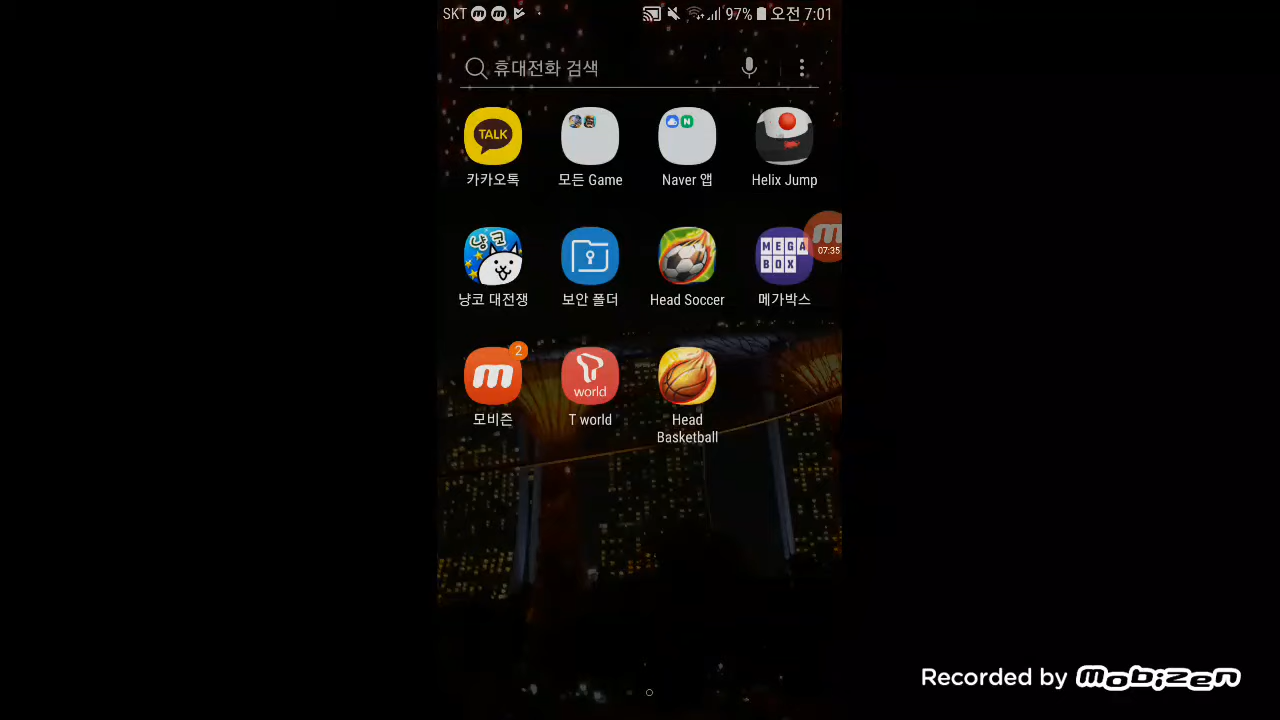 SKT 97% 오전 7:01
휴대전화 검색
TALK
N
카카오톡 모든 Game Naver 앱 Helix Jump
냥코
MEGA
BOX
m
07:35
냥코 대전쟁 보안 폴더 Head Soccer 메가박스
2
m
world
모비즌 T world Head
Basketball
Recorded by mobizen